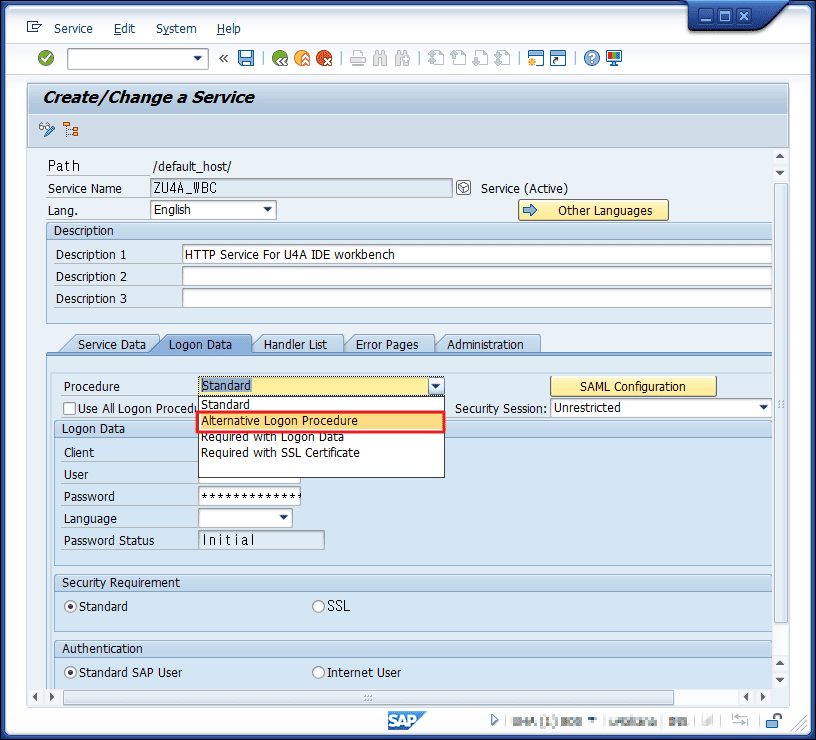 Service Edit System Help
Create/Change a Service
Path /default_host/
Service Name ZU4A_WBC Service (Active)
Lang. English Other Languages
Description
Description 1 HTTP Service For U4A IDE workbench
Description 2
Description 3
Service Data Logon Data Handler List Error Pages Administration
Procedure Standard SAML Configuration
Standard
Use All Logon Procedu Security Session: Unrestricted
Alternative Logon Procedure
Logon Data
Required with Logon Data
Client
Required with SSL Certificate
User
Password *************
Language
Password Status Initial
Security Requirement
Standard SSL
Authentication
Standard SAP User Internet User
SAP